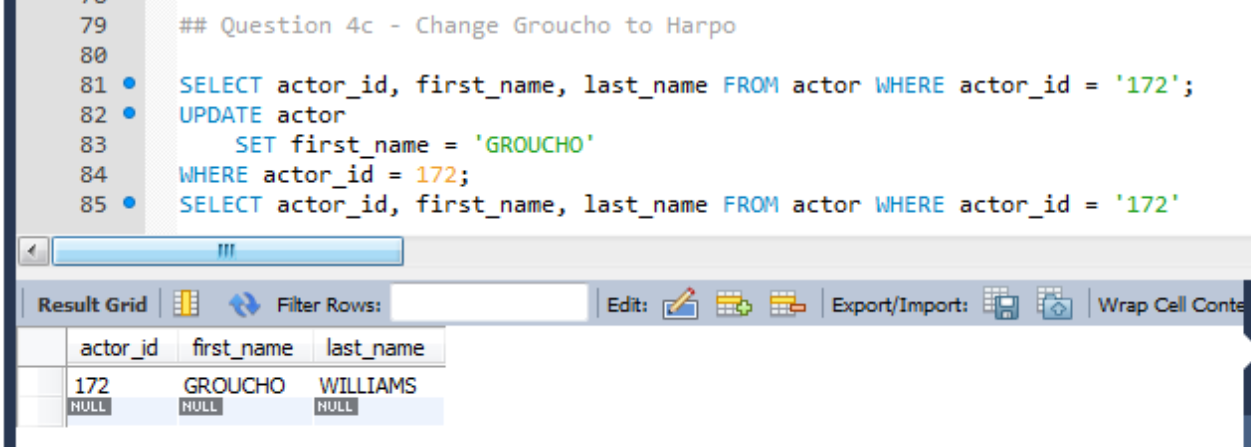 79 ## Question 4c - Change Groucho to Harpo
80
81 SELECT actor_id, first_name, last_name FROM actor WHERE actor_id = '172';
82 UPDATE actor
83 SET first_name = 'GROUCHO'
84 WHERE actor_id = 172;
85 SELECT actor_id, first_name, last_name FROM actor WHERE actor_id = '172'
Result Grid Filter Rows: Edit: Export/Import: Wrap Cell Conte
actor_id first_name last_name
172 GROUCHO WILLIAMS
NULL NULL NULL